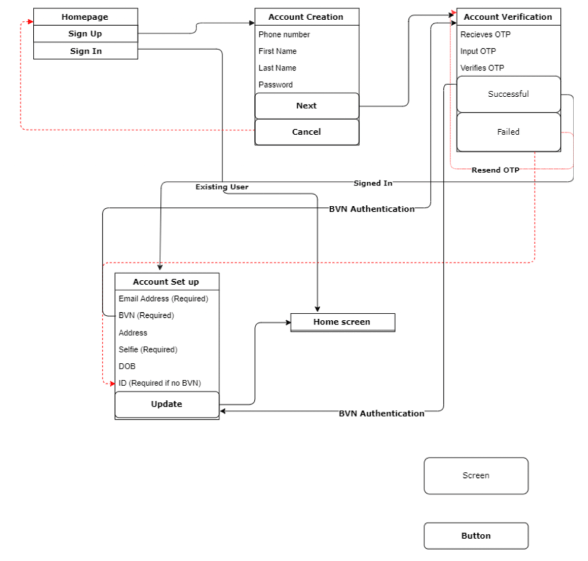 Homepage
Sign Up
Sign In
Account Creation
Phone number
First Name
Last Name
Password
Next
Cancel
Account Verification
Recieves OTP
Input OTP
Verifies OTP
Successful
Failed
Resend OTP
Existing User
Signed In
BVN Authentication
Account Set up
Email Address (Required)
BVN (Required)
Address
Selfie (Required)
DOB
ID (Required if no BVN)
Update
Home screen
BVN Authentication
Screen
Button